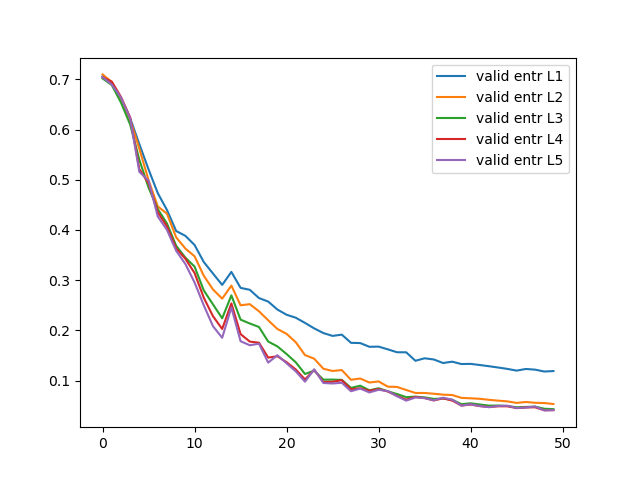 0.7
0.6
0.5
0.4
0.3
0.2
0.1
0 10 20 30 40 50
valid entr L1
valid entr L2
valid entr L3
valid entr L4
valid entr L5